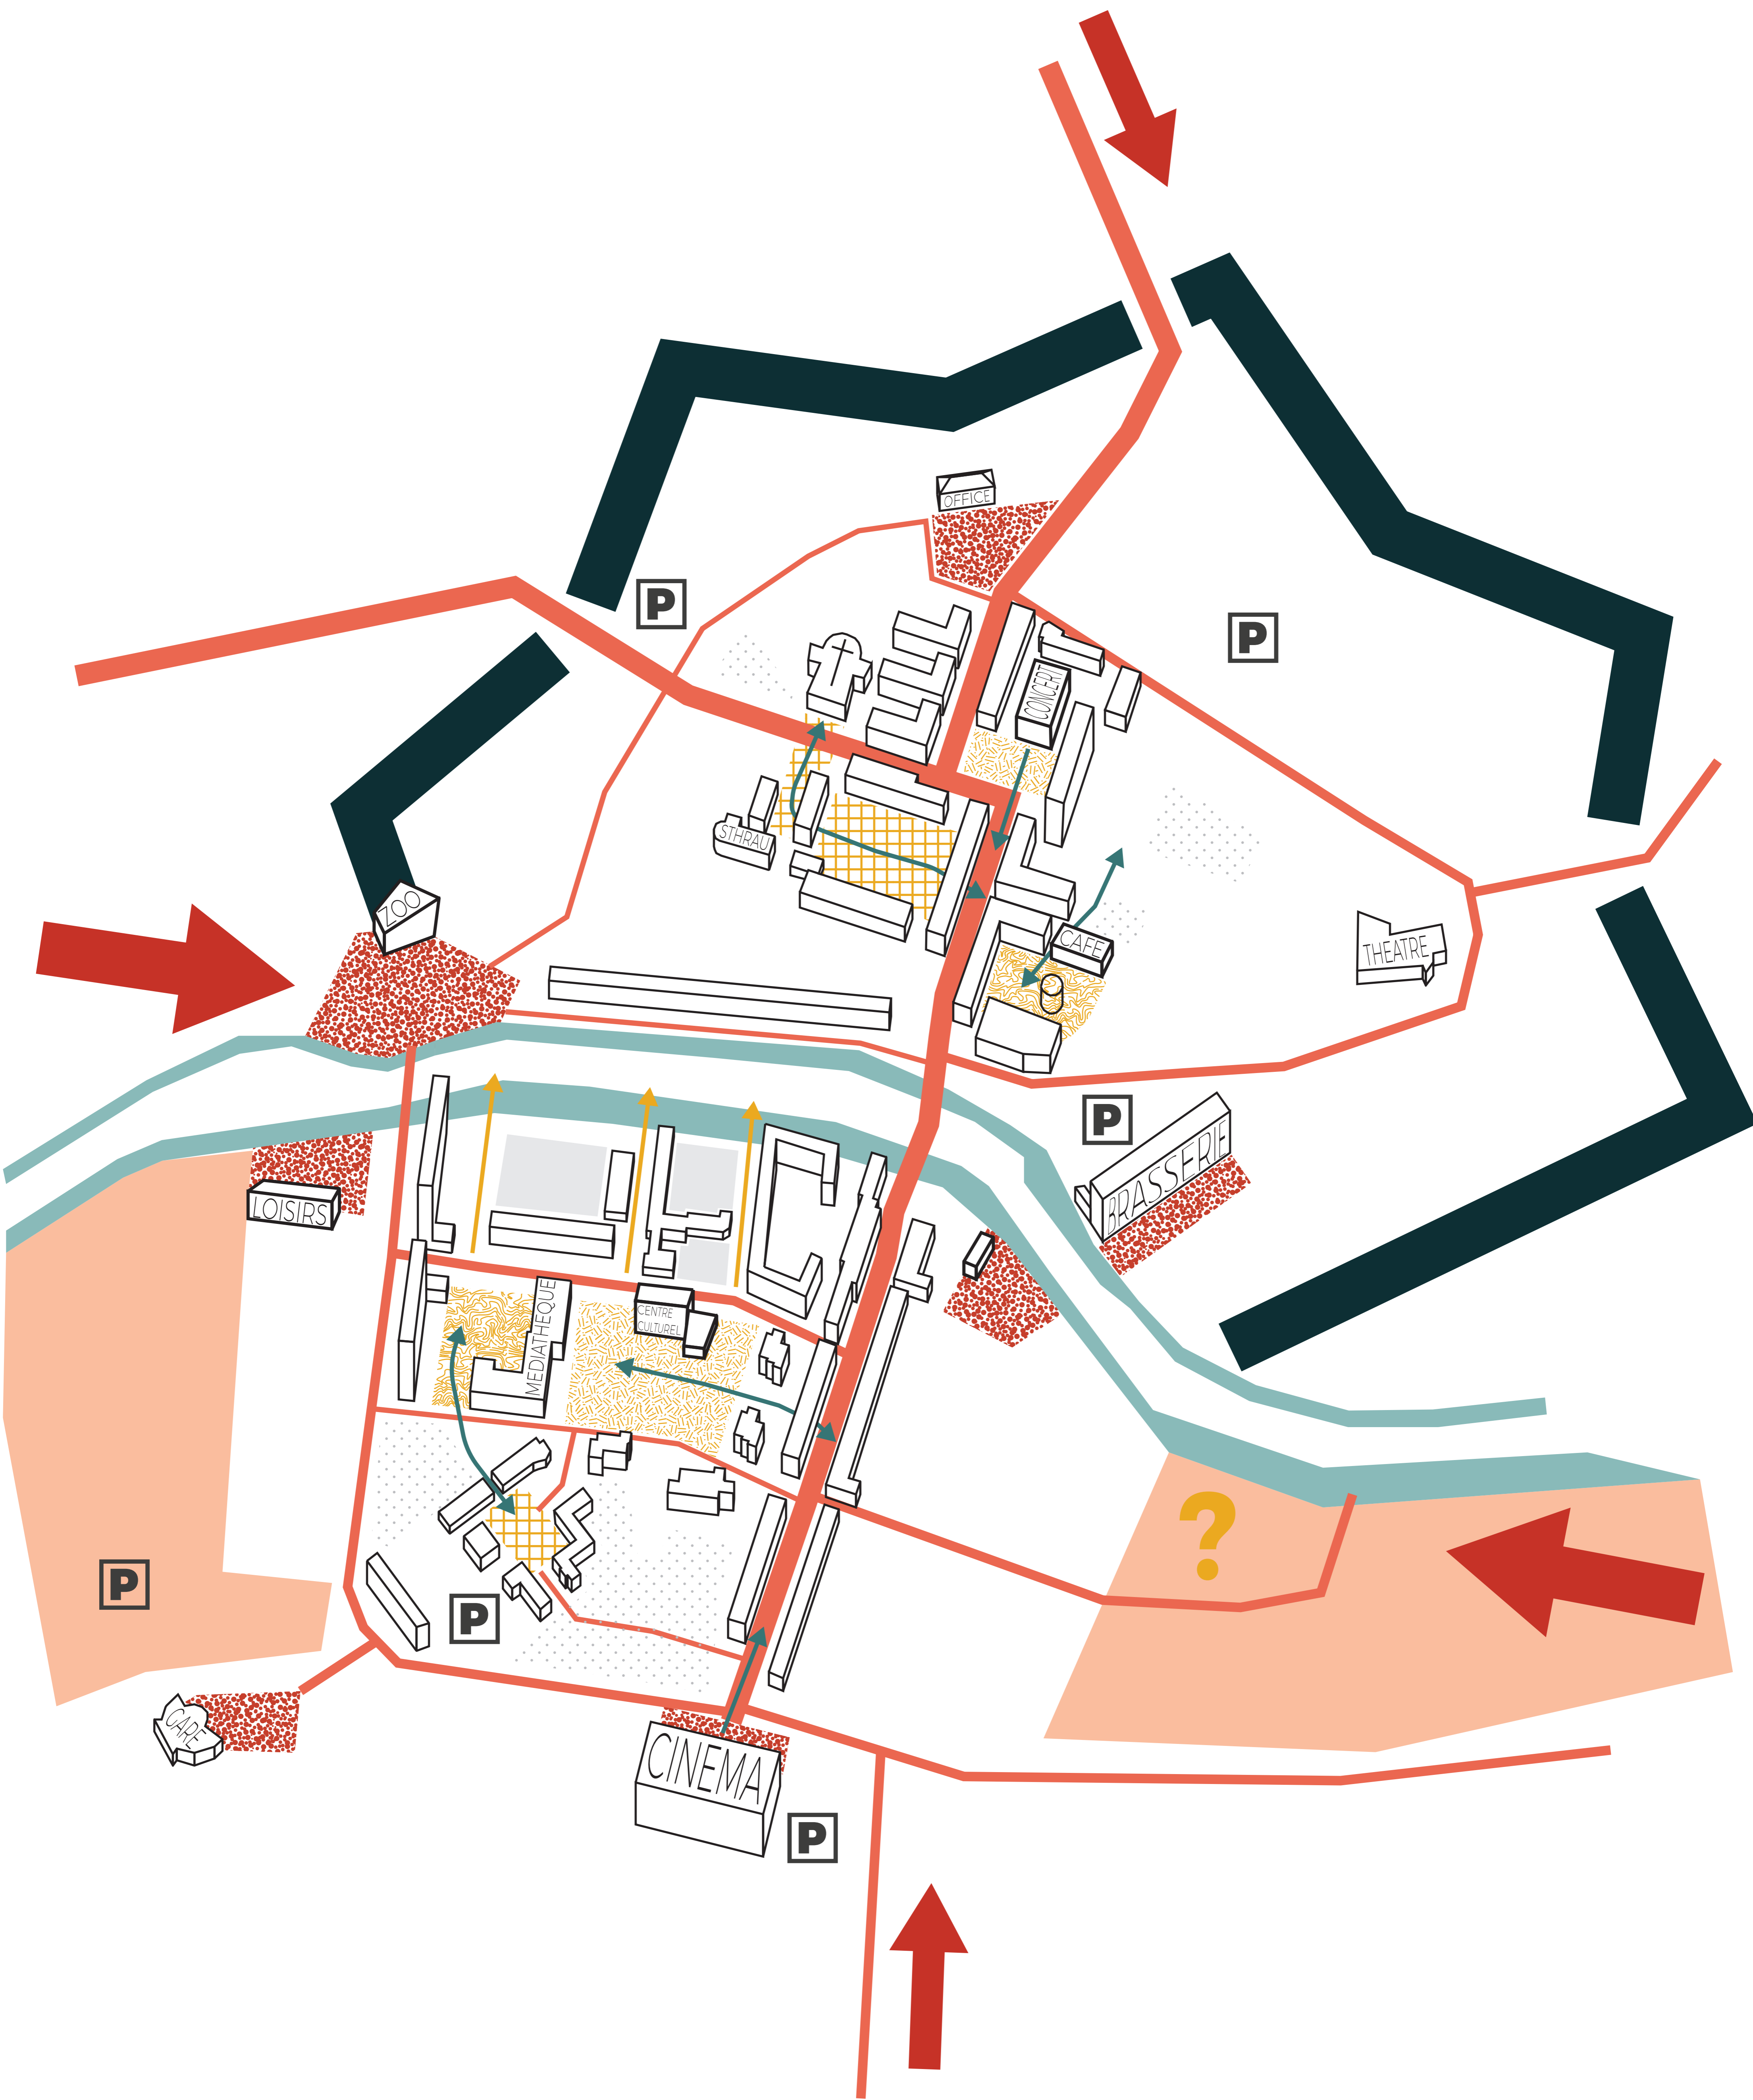 OFFICE
P
P
CONCERT
STHRAU
ZOO
CAFE
THEATRE
P
BRASSERIE
LOISIRS
MEDIATHEQUE
CENTRE
CULTUREL
?
P
P
GARE
CINEMA
P